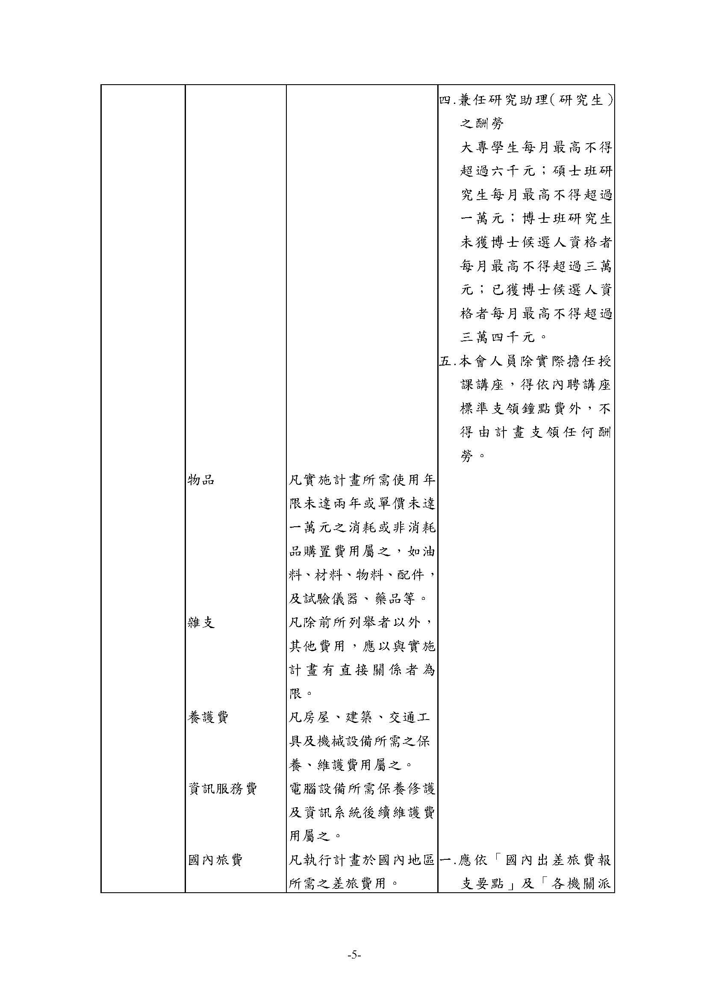 四.兼任研究助理(研究生)
之酬勞
大專學生每月最高不得
超過六千元；碩士班研
究生每月最高不得超過
一萬元；博士班研究生
未獲博士候選人資格者
每月最高不得超過三萬
元；已獲博士候選人資
格者每月最高不得超過
三萬四千元。
五.本會人員除實際擔任授
課講座，得依內聘講座
標準支領鐘點費外，不
得由計畫支領任何酬
勞。
物品
凡實施計畫所需使用年
限未達兩年或單價未達
一萬元之消耗或非消耗
品購置費用屬之，如油
料、材料、物料、配件，
及試驗儀器、藥品等。
雜支
凡除前所列舉者以外，
其他費用，應以與實施
計畫有直接關係者為
限。
養護費
凡房屋、建築、交通工
具及機械設備所需之保
養、維護費用屬之。
資訊服務費
電腦設備所需保養修護
及資訊系統後續維護費
用屬之。
國內旅費
凡執行計畫於國內地區
所需之差旅費用。
一.應依「國內出差旅費報
支要點」及「各機關派
-5-